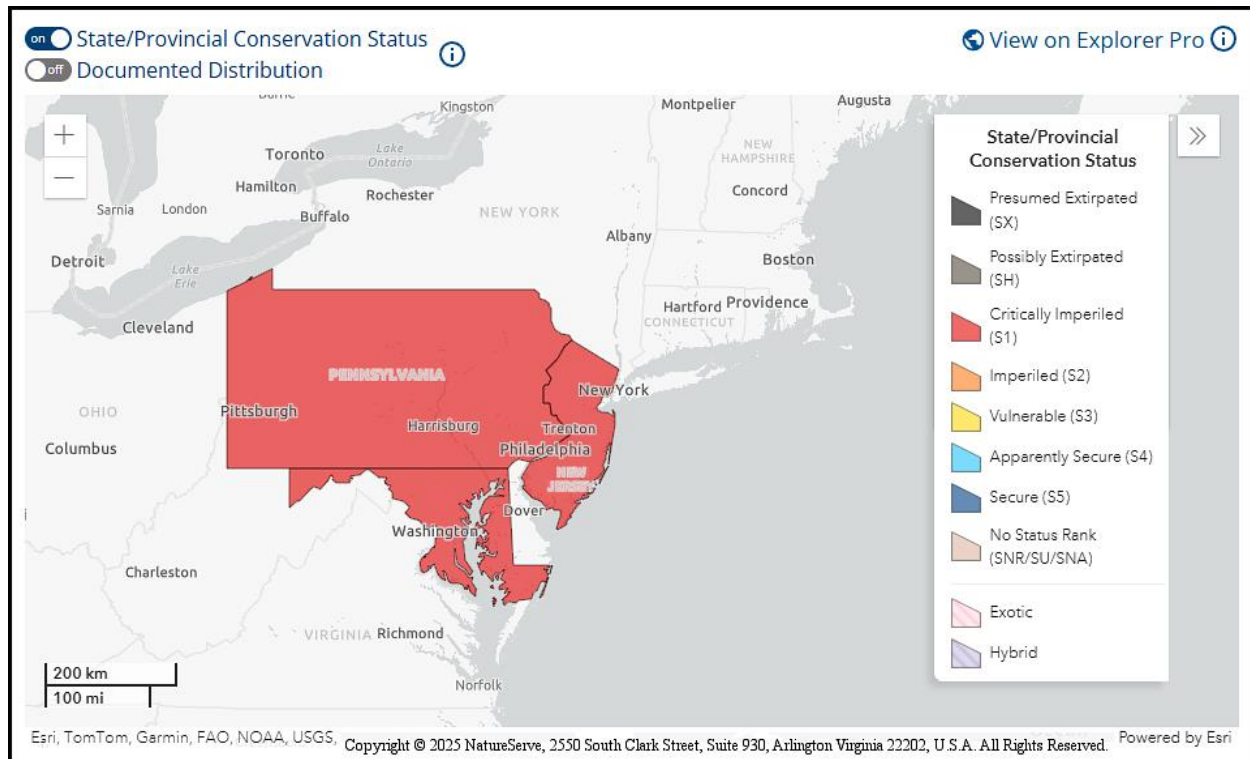 on State/Provincial Conservation Status
off Documented Distribution
View on Explorer Pro
Montpelier
Augusta
Kingston
Toronto
Lake
Ontario
NEW
HAMPSHIRE
Hamilton
Rochester
Concord
Sarnia
London
Buffalo
NEW YORK
Albany
Detroit
Lake
Erie
Boston
Hartford
Providence
CONNECTICUT
Cleveland
PENNSYLVANIA
New York
OHIO
Pittsburgh
Harrisburg
Trenton
Columbus
Philadelphia
NEW
JERSEY
Dover
Washington
Charleston
VIRGINIA
Richmond
Norfolk
200 km
100 mi
State/Provincial
Conservation Status
Presumed Extirpated
(SX)
Possibly Extirpated
(SH)
Critically Imperiled
(S1)
Imperiled (S2)
Vulnerable (S3)
Apparently Secure (S4)
Secure (S5)
No Status Rank
(SNR/SU/SNA)
Exotic
Hybrid
Esri, TomTom, Garmin, FAO, NOAA, USGS,
Copyright © 2025 NatureServe, 2550 South Clark Street, Suite 930, Arlington Virginia 22202, U.S.A. All Rights Reserved.
Powered by Esri